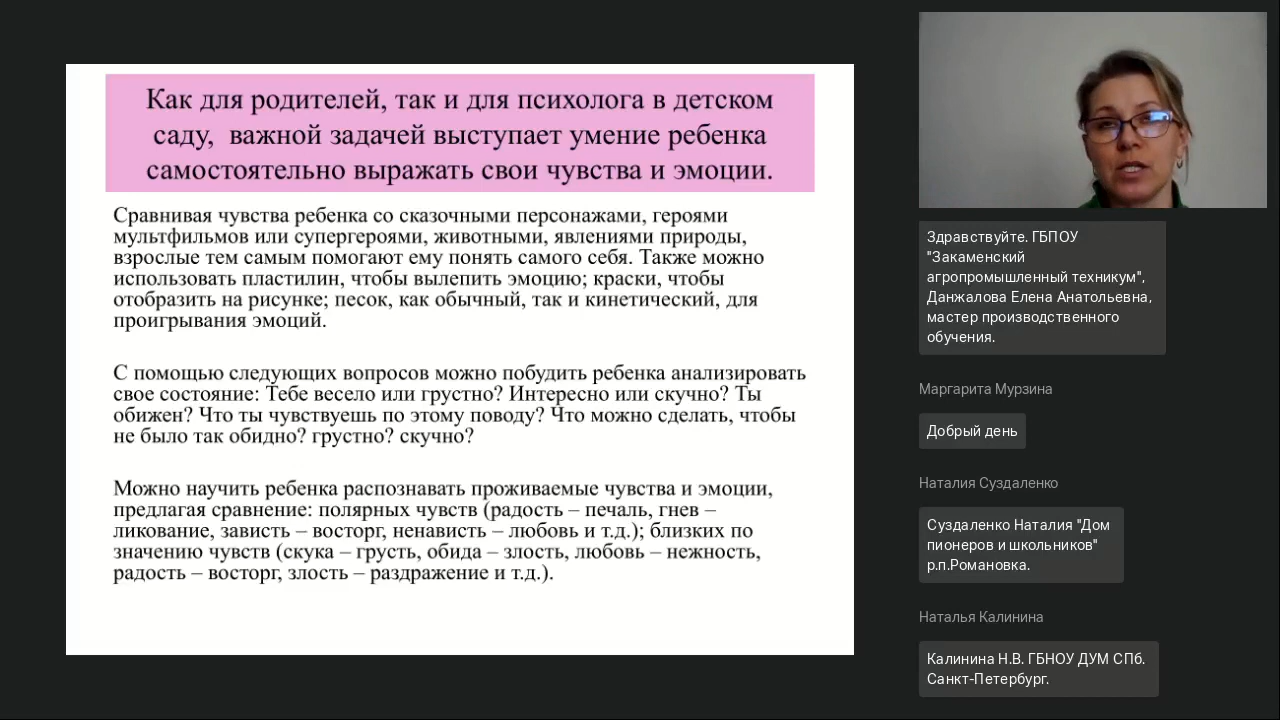 Как для родителей, так и для психолога в детском
саду,  важной задачей выступает умение ребенка
самостоятельно выражать свои чувства и эмоции.
Сравнивая чувства ребенка со сказочными персонажами, героями
мультфильмов или супергероями, животными, явлениями природы,
взрослые тем самым помогают ему понять самого себя. Также можно
использовать пластилин, чтобы вылепить эмоцию; краски, чтобы
отобразить на рисунке; песок, как обычный, так и кинетический, для
проигрывания эмоций.
С помощью следующих вопросов можно побудить ребенка анализировать
свое состояние: Тебе весело или грустно? Интересно или скучно? Ты
обижен? Что ты чувствуешь по этому поводу? Что можно сделать, чтобы
не было так обидно? грустно? скучно?
Можно научить ребенка распознавать проживаемые чувства и эмоции,
предлагая сравнение: полярных чувств (радость – печаль, гнев –
ликование, зависть – восторг, ненависть – любовь и т.д.); близких по
значению чувств (скука – грусть, обида – злость, любовь – нежность,
радость – восторг, злость – раздражение и т.д.).
Здравствуйте. ГБПОУ
"Закаменский
агропромышленный техникум",
Данжалова Елена Анатольевна,
мастер производственного
обучения.
Маргарита Мурзина
Добрый день
Наталия Суздаленко
Суздаленко Наталия "Дом
пионеров и школьников"
р.п.Романовка.
Наталья Калинина
Калинина Н.В. ГБНОУ ДУМ СПб.
Санкт-Петербург.